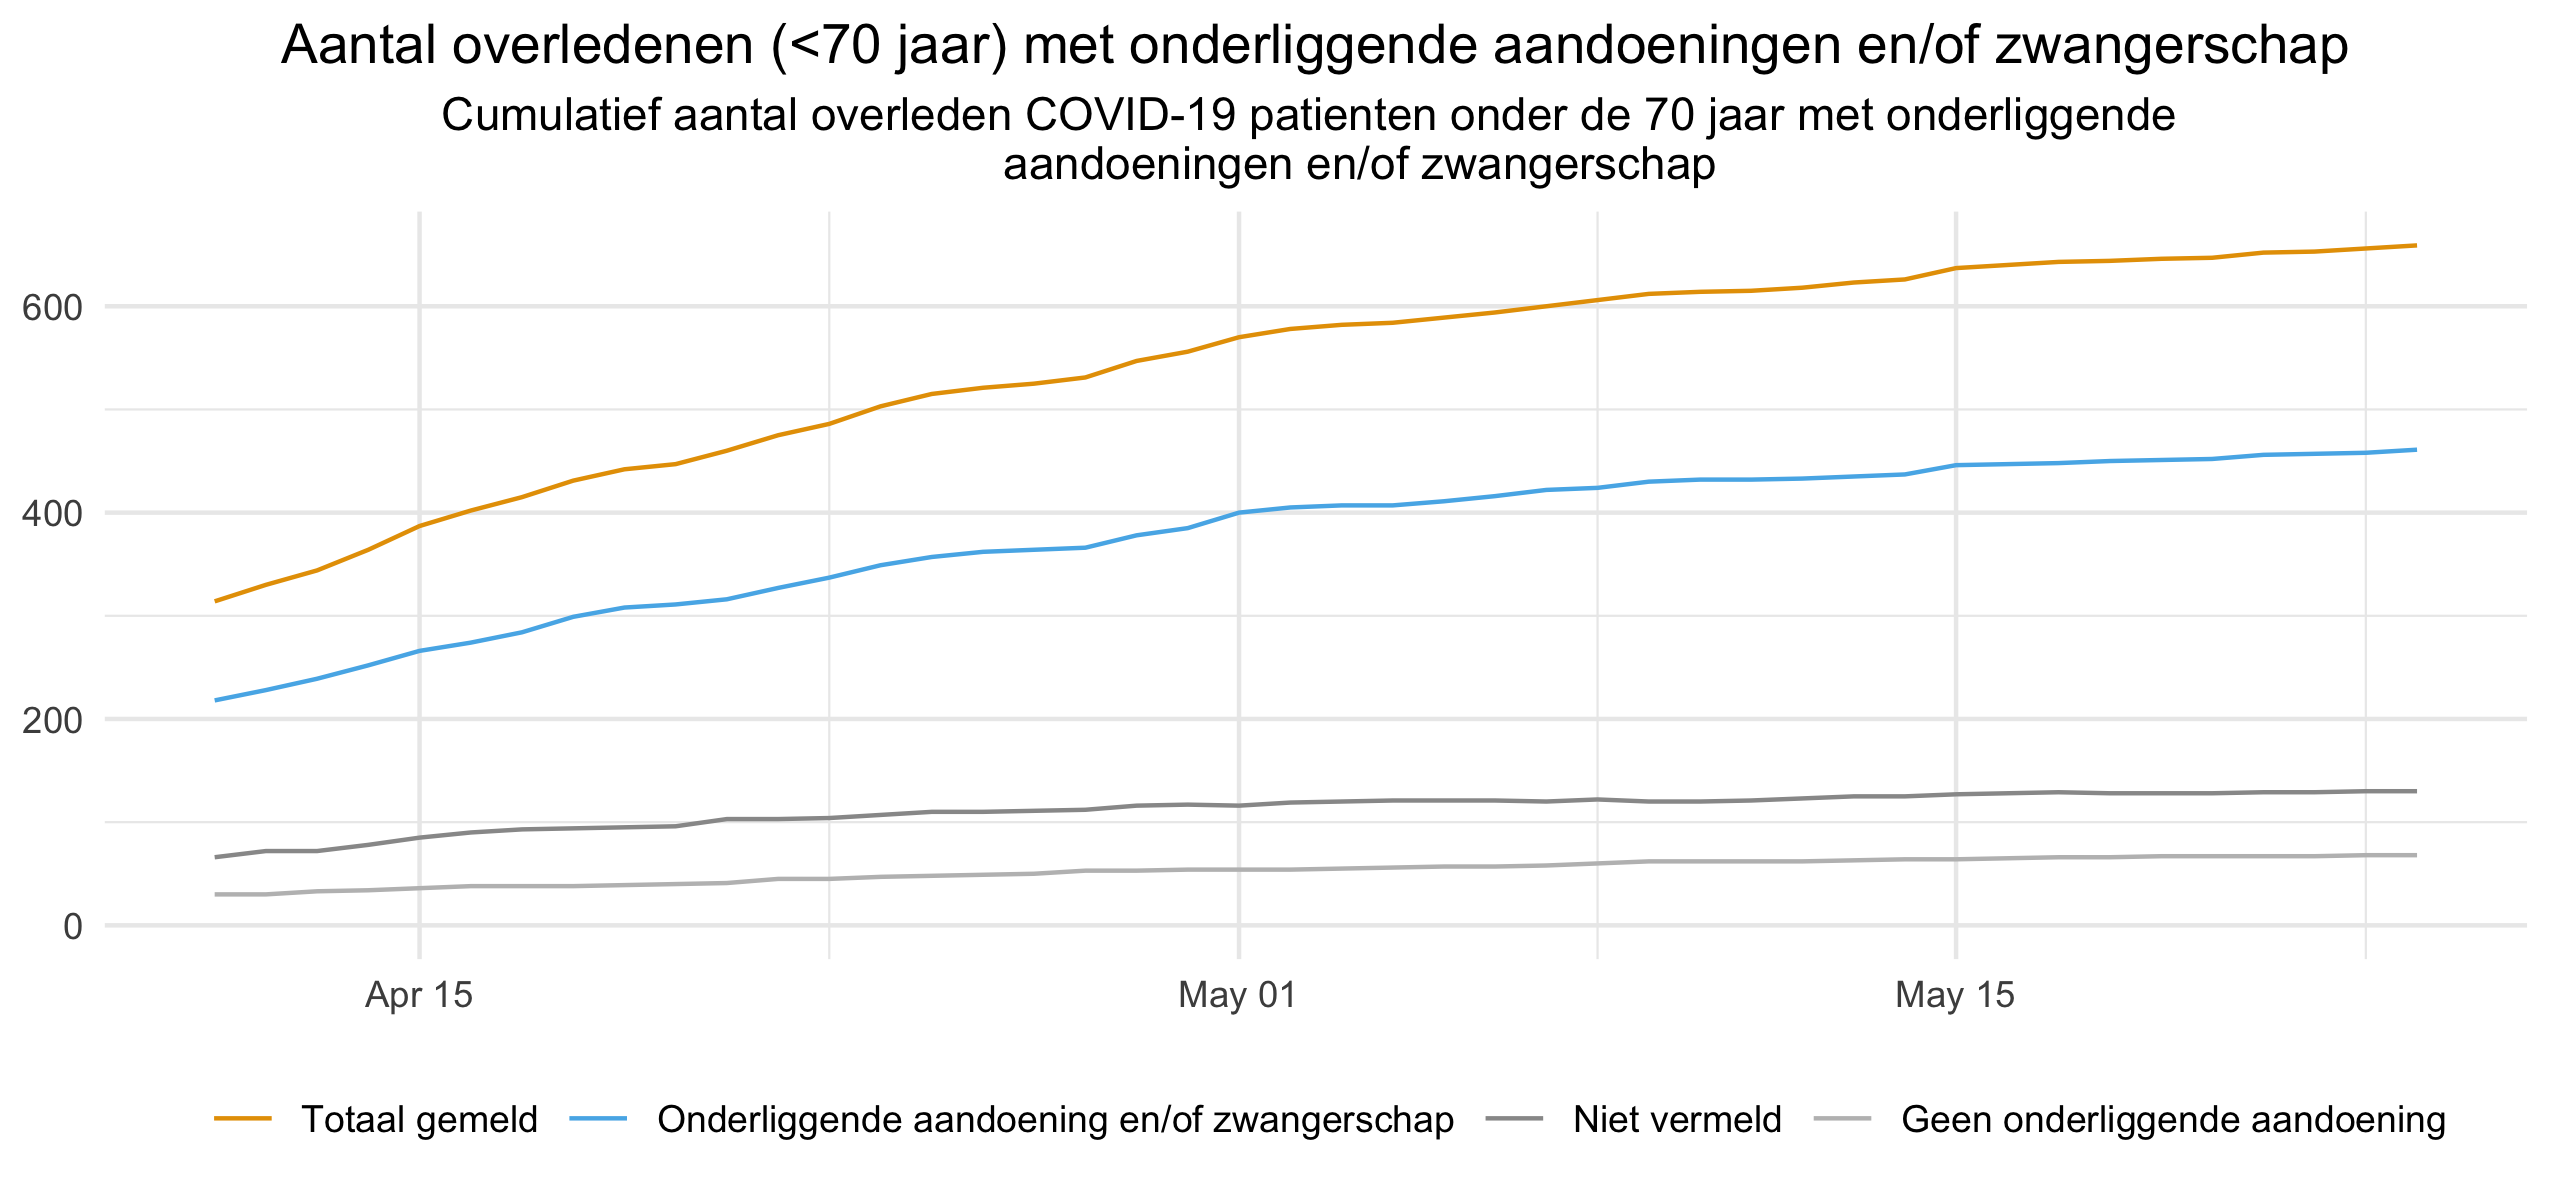 Aantal overledenen (<70 jaar) met onderliggende aandoeningen en/of zwangerschap
Cumulatief aantal overleden COVID-19 patienten onder de 70 jaar met onderliggende
aandoeningen en/of zwangerschap
600
400
200
0
Apr 15 May 01 May 15
Totaal gemeld Onderliggende aandoening en/of zwangerschap Niet vermeld Geen onderliggende aandoening